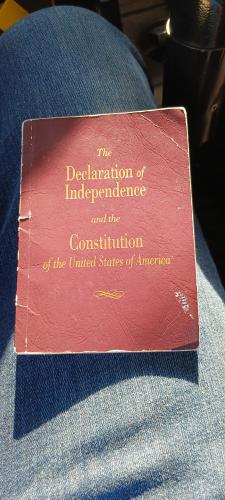 The
Declaration of
Independence
and the
Constitution
of the United States of America